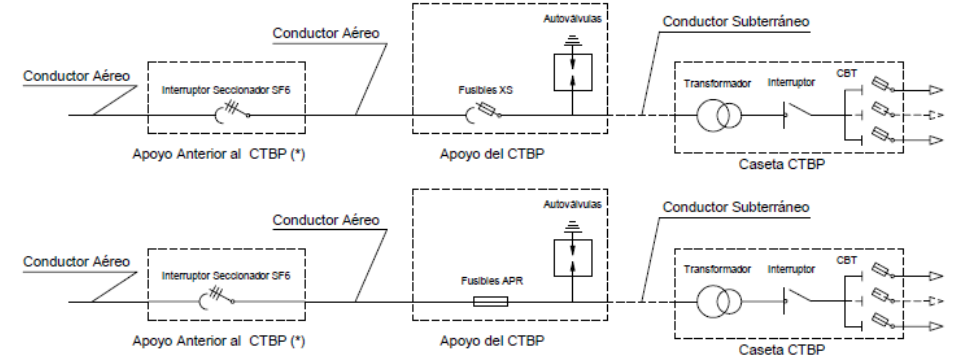 Autoválvulas
Conductor Aéreo
Conductor Subterráneo
Conductor Aéreo
Interruptor Seccionador SF6
Fusibles XS
Transformador
Interruptor
CBT
Apoyo Anterior al CTBP (*)
Apoyo del CTBP
Caseta CTBP
Autoválvulas
Conductor Aéreo
Conductor Subterráneo
Conductor Aéreo
Interruptor Seccionador SF6
Fusibles APR
Transformador
Interruptor
CBT
Apoyo Anterior al CTBP (*)
Apoyo del CTBP
Caseta CTBP